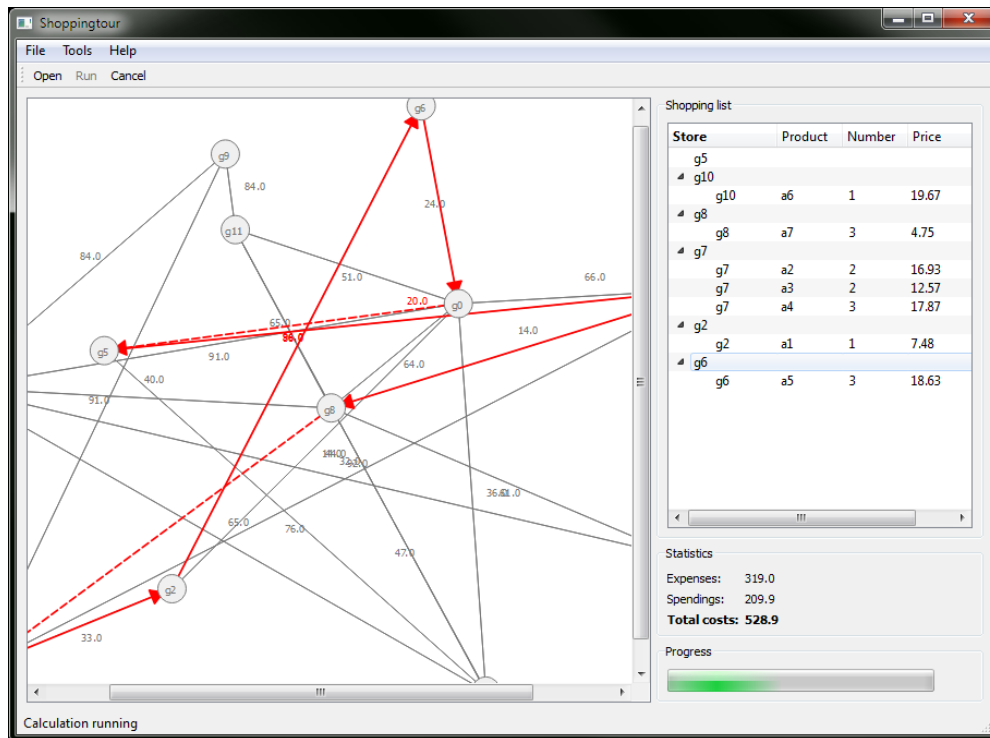 Shoppingtour
File Tools Help
Open Run Cancel
g6
g9
84.0
24.0
g11
84.0
51.0
66.0
20.0
g0
65.0
14.0
g5
91.0
64.0
40.0
91.0
g8
65.0
76.0
47.0
g2
33.0
Shopping list
Store Product Number Price
g5
g10
g10 a6 1 19.67
g8
g8 a7 3 4.75
g7
g7 a2 2 16.93
g7 a3 2 12.57
g7 a4 3 17.87
g2
g2 a1 1 7.48
g6
g6 a5 3 18.63
Statistics
Expenses: 319.0
Spendings: 209.9
Total costs: 528.9
Progress
Calculation running